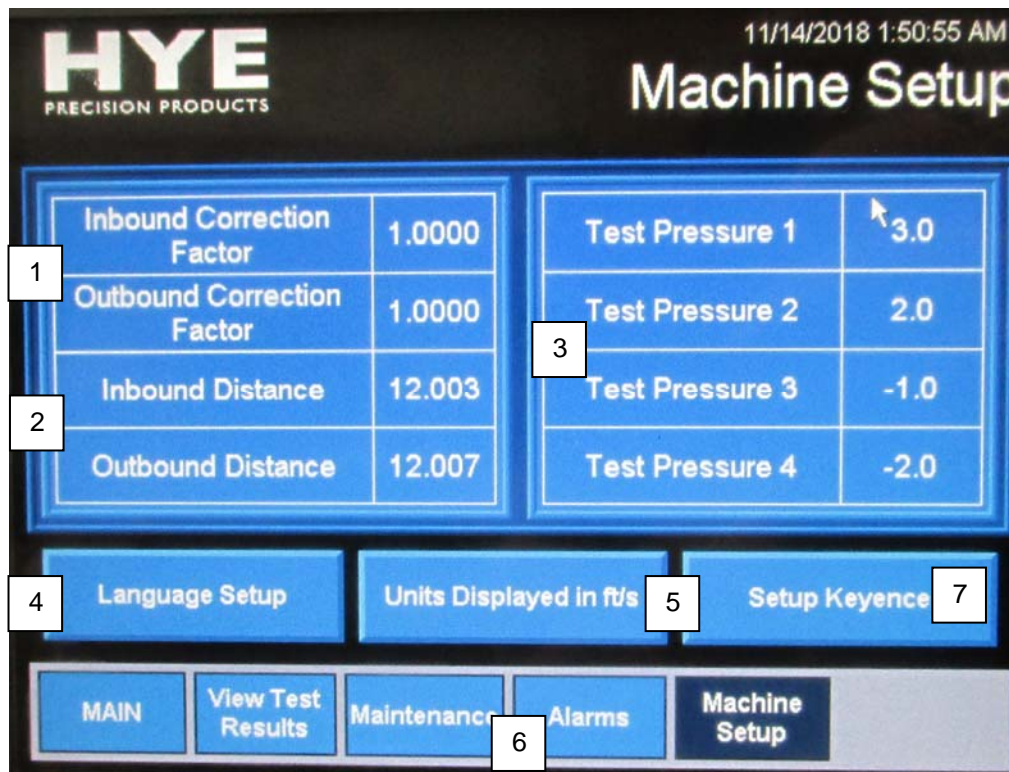 HYE
PRECISION PRODUCTS
11/14/2018 1:50:55 AM
Machine Setup
Inbound Correction
Factor
1.0000
1
Outbound Correction
Factor
1.0000
Inbound Distance
12.003
2
Outbound Distance
12.007
Test Pressure 1
3.0
Test Pressure 2
2.0
3
Test Pressure 3
-1.0
Test Pressure 4
-2.0
4
Language Setup
Units Displayed in ft/s
5
Setup Keyence
7
MAIN
View Test
Results
Maintenance
6
Alarms
Machine
Setup